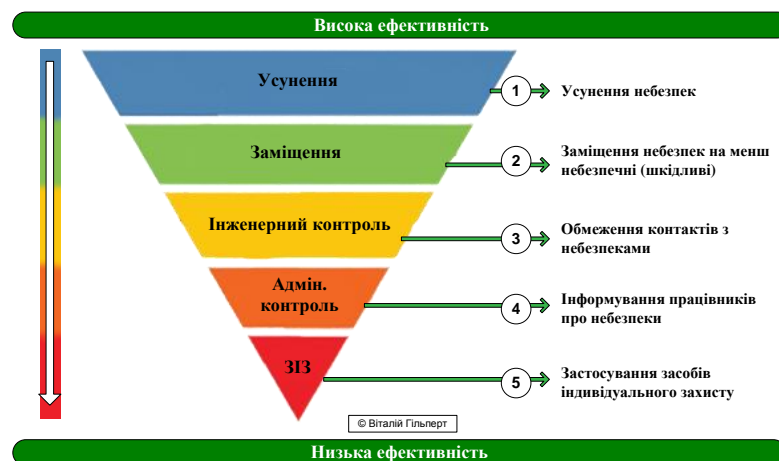 Висока ефективність
Усунення
1
Усунення небезпек
Заміщення
2
Заміщення небезпек на менш
небезпечні (шкідливі)
Інженерний контроль
3
Обмеження контактів з
небезпеками
Адмін.
контроль
4
Інформування працівників
про небезпеки
ЗІЗ
5
Застосування засобів
індивідуального захисту
© Віталій Гільперт
Низька ефективність